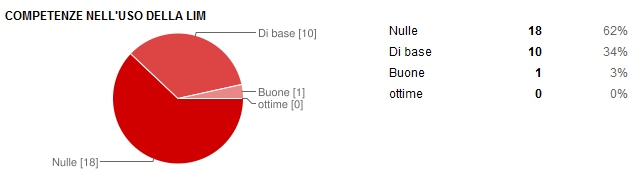 COMPETENZE NELL'USO DELLA LIM
Di base [10]
Buone [1]
ottime [0]
Nulle [18]
Nulle 18 62%
Di base 10 34%
Buone 1 3%
ottime 0 0%